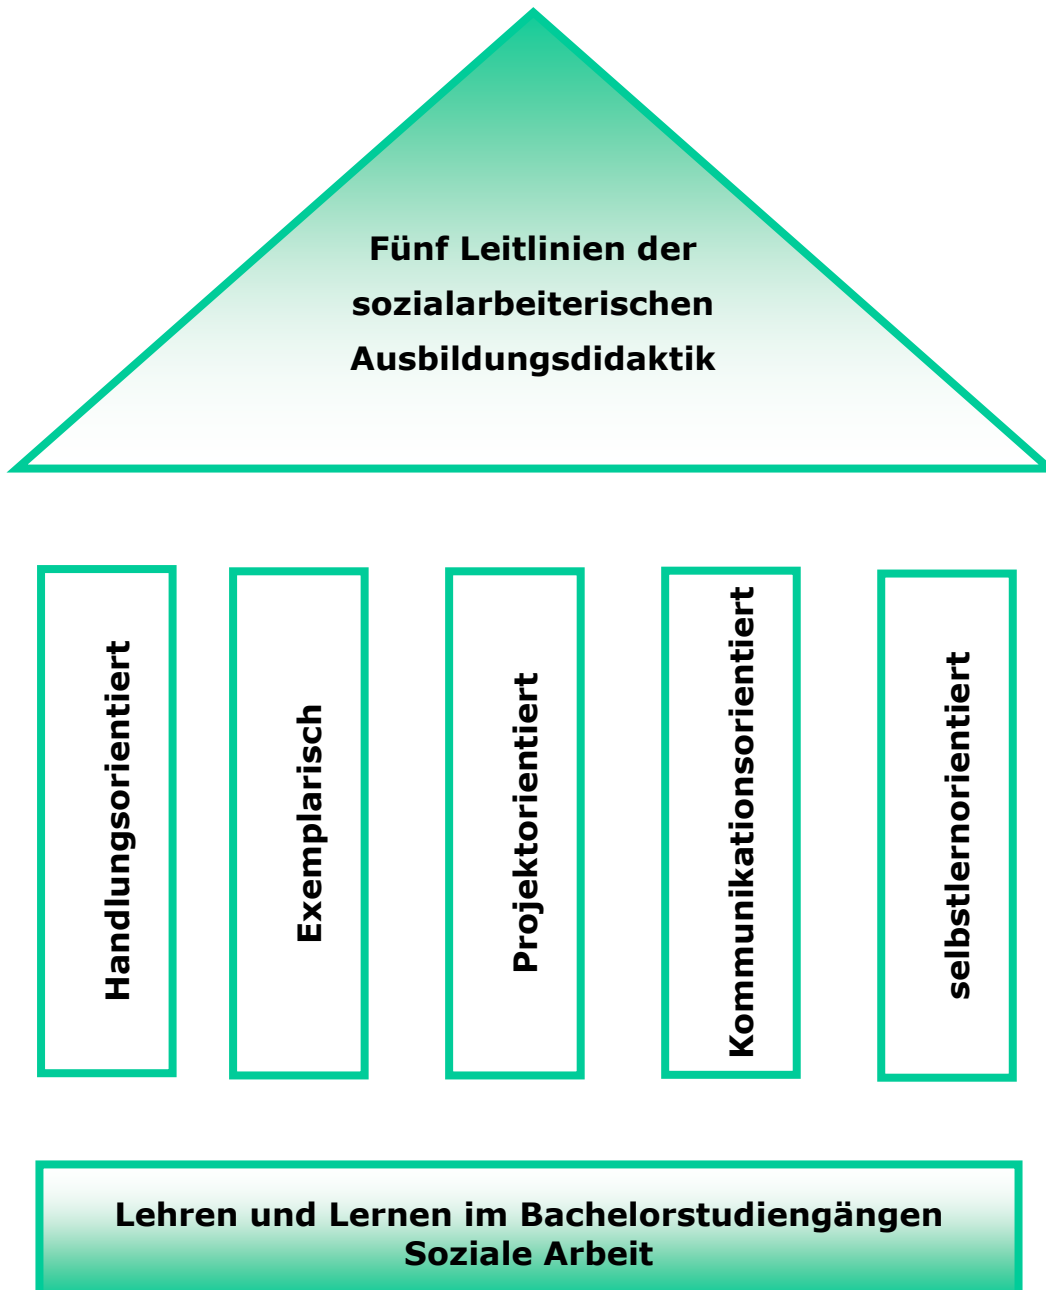 Fünf Leitlinien der
sozialarbeiterischen
Ausbildungsdidaktik
Handlungsorientiert
Exemplarisch
Projektorientiert
Kommunikationsorientiert
selbstlernorientiert
Lehren und Lernen im Bachelorstudiengängen
Soziale Arbeit